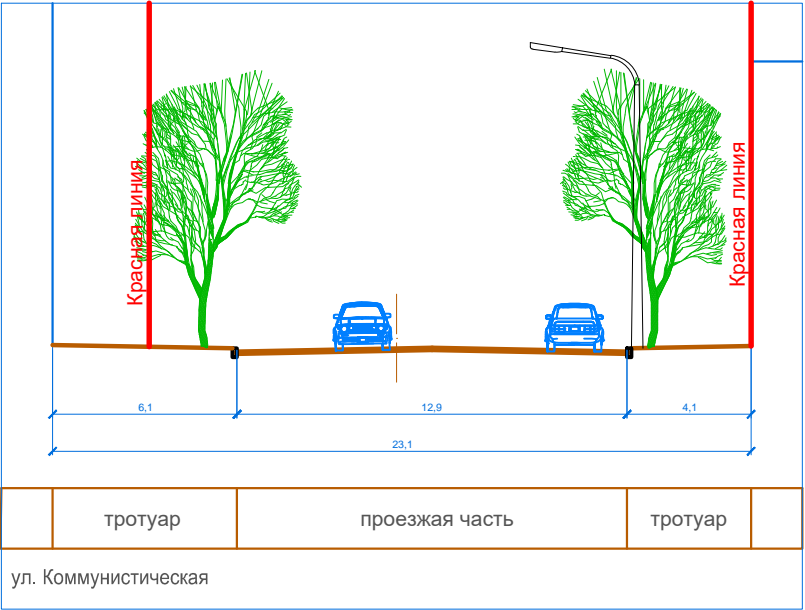 Красная линия
Красная линия
6,1
12,9
4,1
23,1
тротуар
проезжая часть
тротуар
ул. Коммунистическая